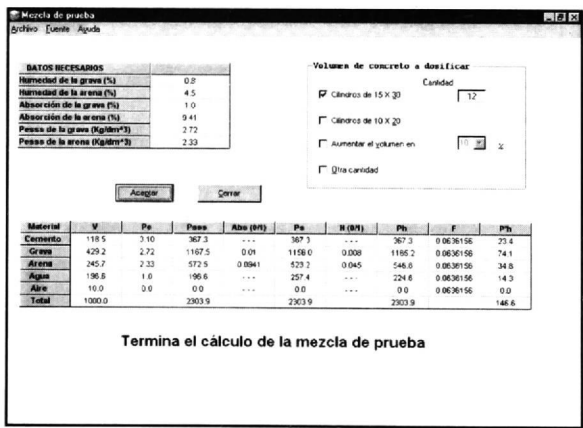 Mezcla de prueba
Archivo Fuente Ayuda
DATOS NECESARIOS
Humedad de la grava (%) 0.8
Humedad de la arena (%) 4.5
Absorción de la grava (%) 1.0
Absorción de la arena (%) 9.41
Pesss de la grava (Kg/dm^3) 2.72
Pesss de la arena (Kg/dm^3) 2.33
Volumen de concreto a dosificar
Cantidad
Cilindros de 15 X 30 12
Cilindros de 10 X 20
Aumentar el volumen en 10 %
Otra cantidad
Aceptar Cerrar
Material V Pe Psss Abs (0/1) Ps H (0/1) Ph F P'h
Cemento 118.5 3.10 367.3 --- 367.3 --- 367.3 0.0636156 23.4
Grava 429.2 2.72 1167.5 0.01 1156.0 0.008 1165.2 0.0636156 74.1
Arena 245.7 2.33 572.5 0.0941 523.2 0.045 546.8 0.0636156 34.8
Agua 196.6 1.0 196.6 --- 257.4 --- 224.6 0.0636156 14.3
Aire 10.0 0.0 0.0 --- 0.0 --- 0.0 0.0636156 0.0
Total 1000.0 2303.9 2303.9 2303.9 146.6
Termina el cálculo de la mezcla de prueba